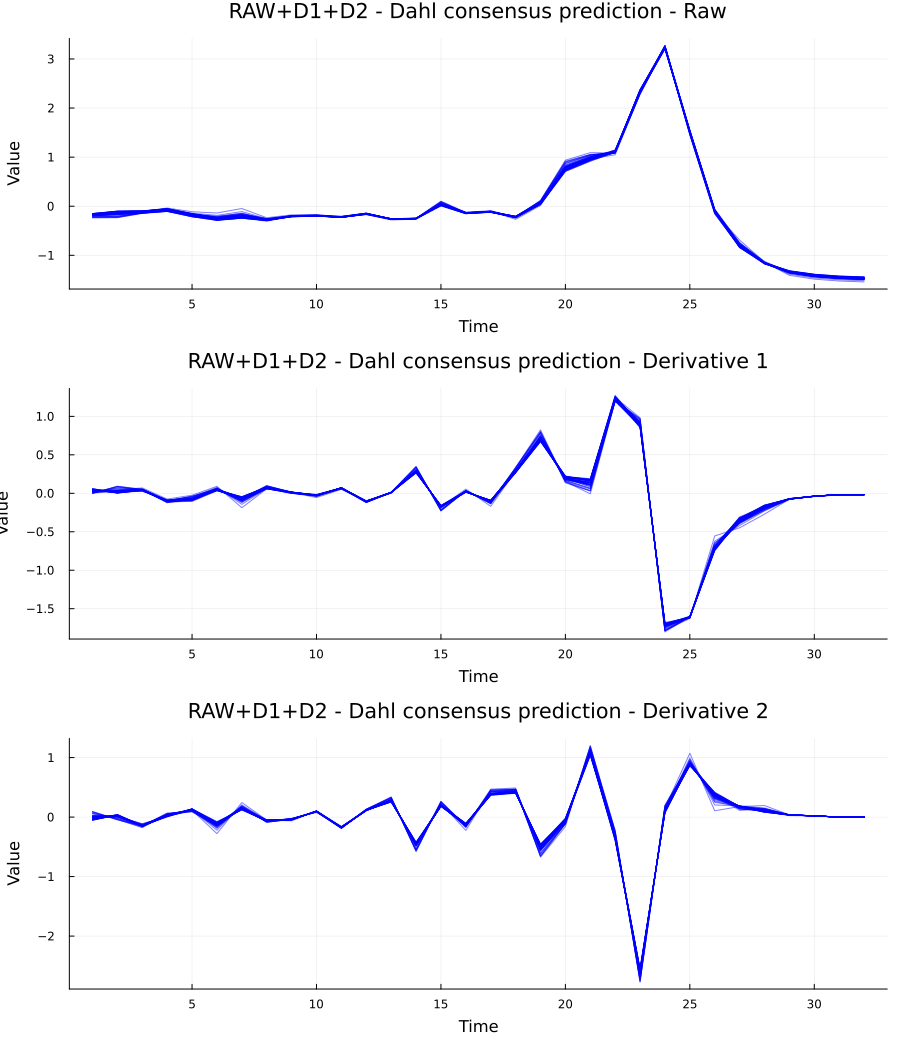 RAW+D1+D2 - Dahl consensus prediction - Raw
3
2
1
0
−1
Value
5 10 15 20 25 30
Time
RAW+D1+D2 - Dahl consensus prediction - Derivative 1
1.0
0.5
0.0
−0.5
−1.0
−1.5
Value
5 10 15 20 25 30
Time
RAW+D1+D2 - Dahl consensus prediction - Derivative 2
1
0
−1
−2
Value
5 10 15 20 25 30
Time